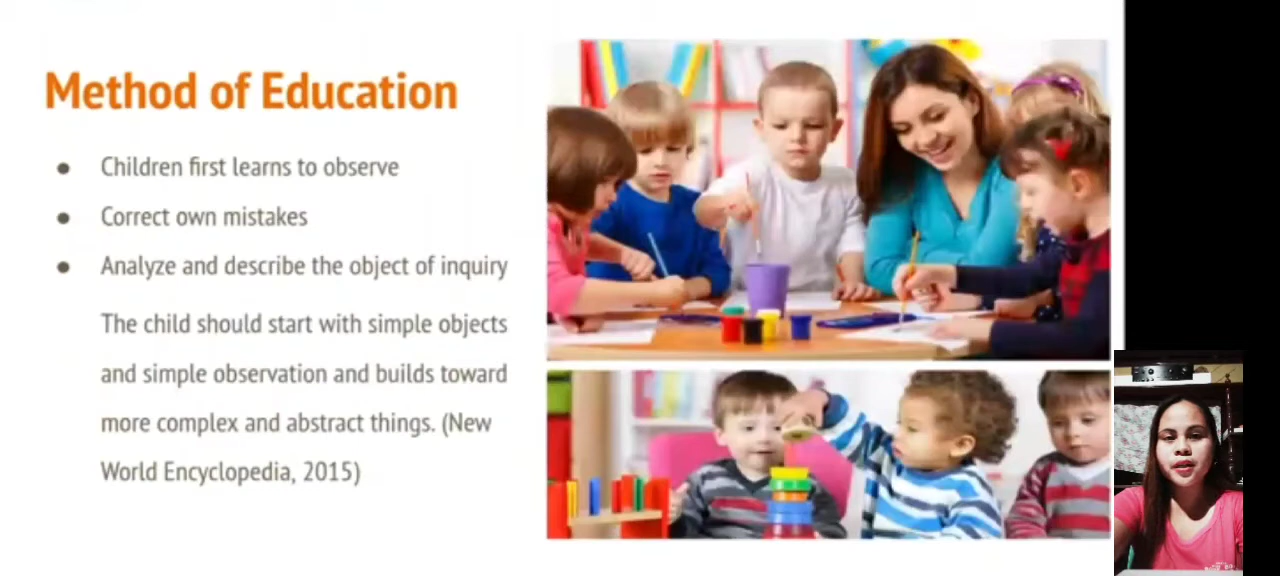 Method of Education
● Children first learns to observe
● Correct own mistakes
● Analyze and describe the object of inquiry
The child should start with simple objects
and simple observation and builds toward
more complex and abstract things. (New
World Encyclopedia, 2015)